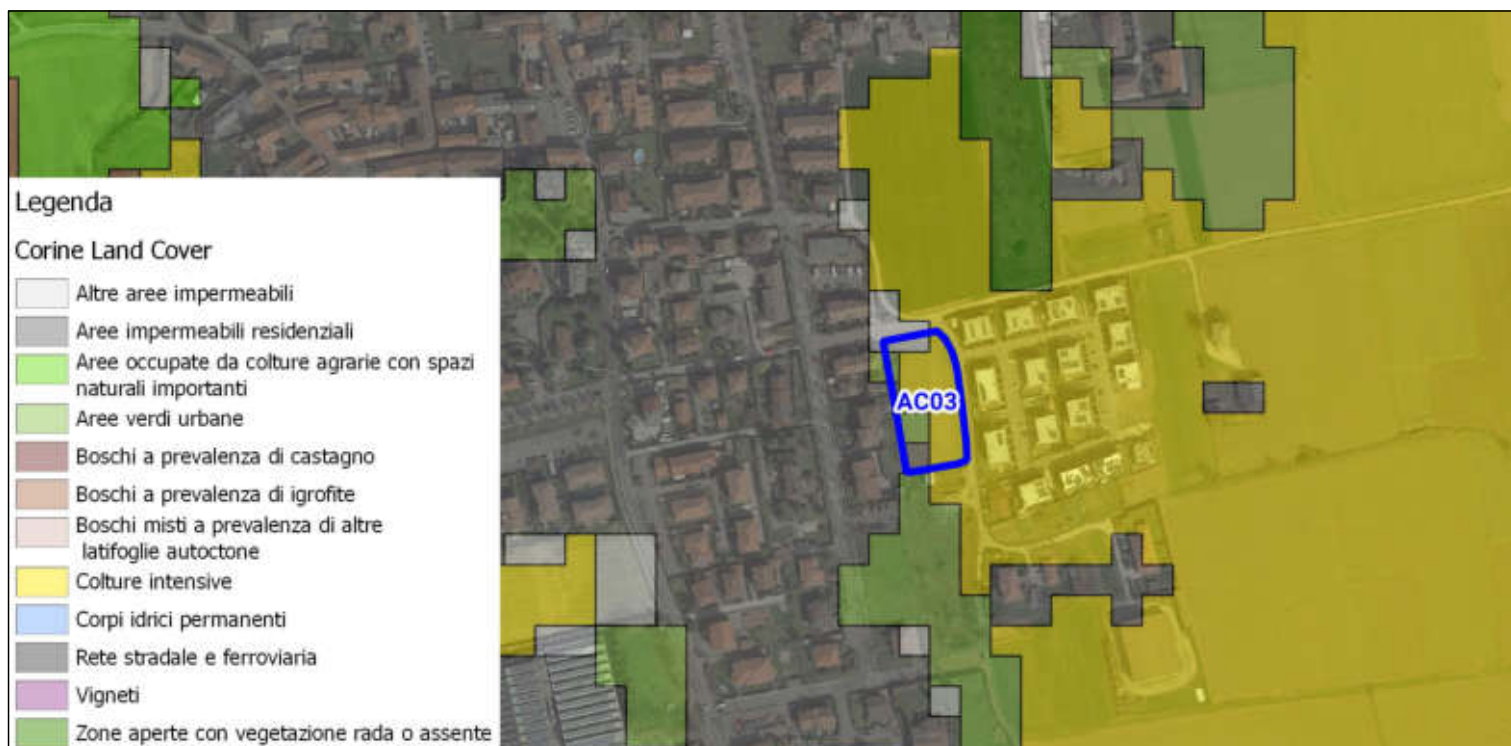 Legenda
Corine Land Cover
Altre aree impermeabili
Aree impermeabili residenziali
Aree occupate da colture agrarie con spazi
naturali importanti
Aree verdi urbane
Boschi a prevalenza di castagno
Boschi a prevalenza di igrofite
Boschi misti a prevalenza di altre
latifoglie autoctone
Colture intensive
Corpi idrici permanenti
Rete stradale e ferroviaria
Vigneti
Zone aperte con vegetazione rada o assente
AC03